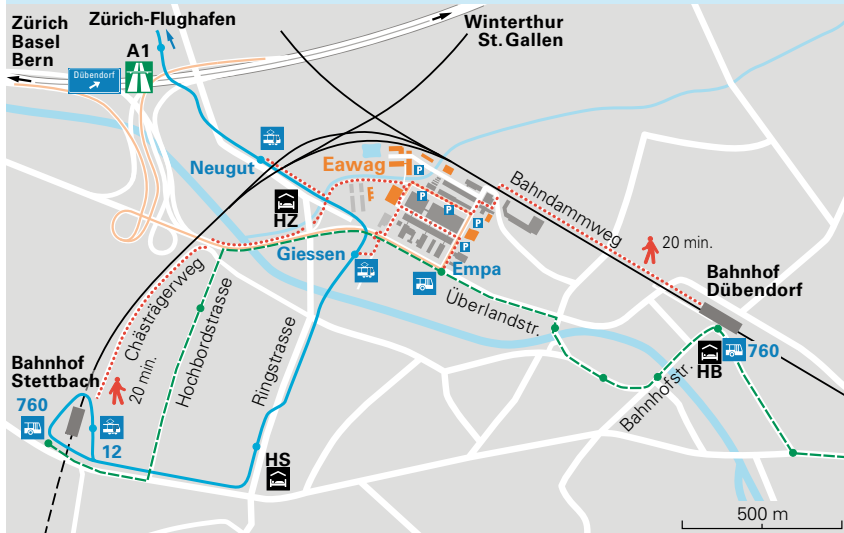 Zürich
Basel
Bern
Zürich-Flughafen
A1
Dübendorf
Winterthur
St. Gallen
Neugut
Eawag
P
P
P
P
P
P
HZ
Bahndammweg
20 min.
Giessen
Empa
Bahnhof
Dübendorf
Überlandstr.
Chästrägerweg
Hochbordstrasse
Ringstrasse
Bahnhof
Stettbach
20 min.
760
12
HS
Bahnhofstr.
HB
760
500 m